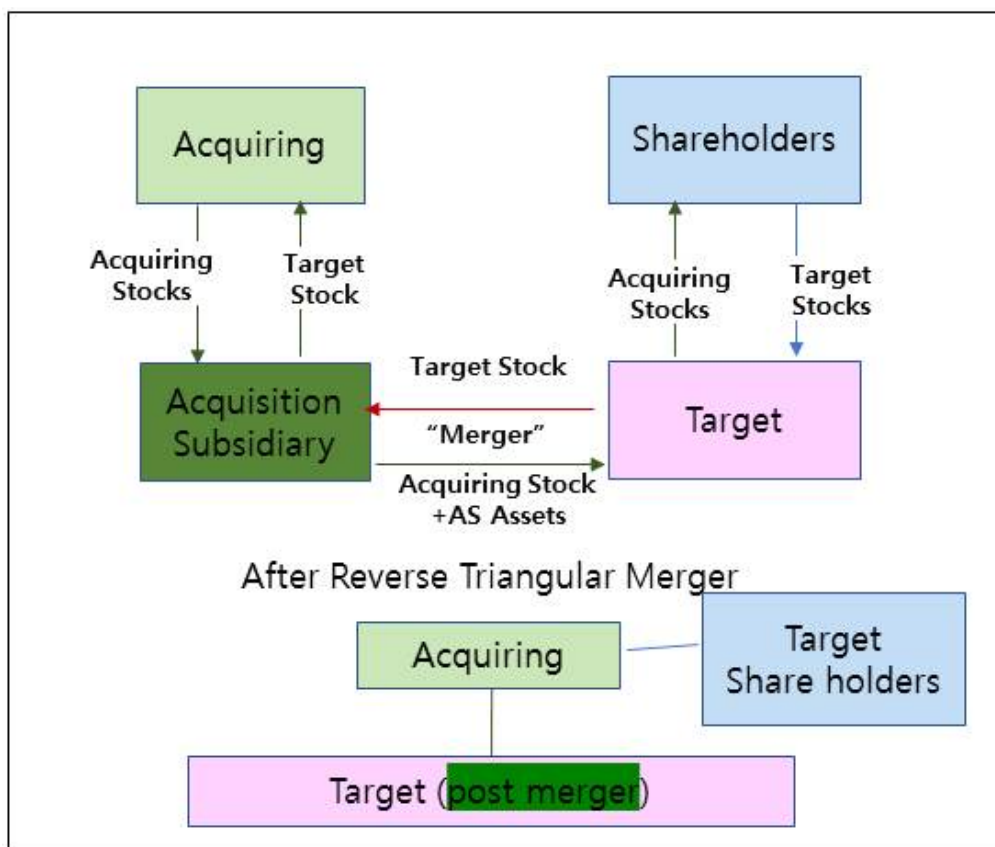 Acquiring
Shareholders
Acquiring
Stocks
Target
Stock
Acquiring
Stocks
Target
Stocks
Acquisition
Subsidiary
Target Stock
“Merger”
Acquiring Stock
+AS Assets
Target
After Reverse Triangular Merger
Acquiring
Target
Share holders
Target (post merger)